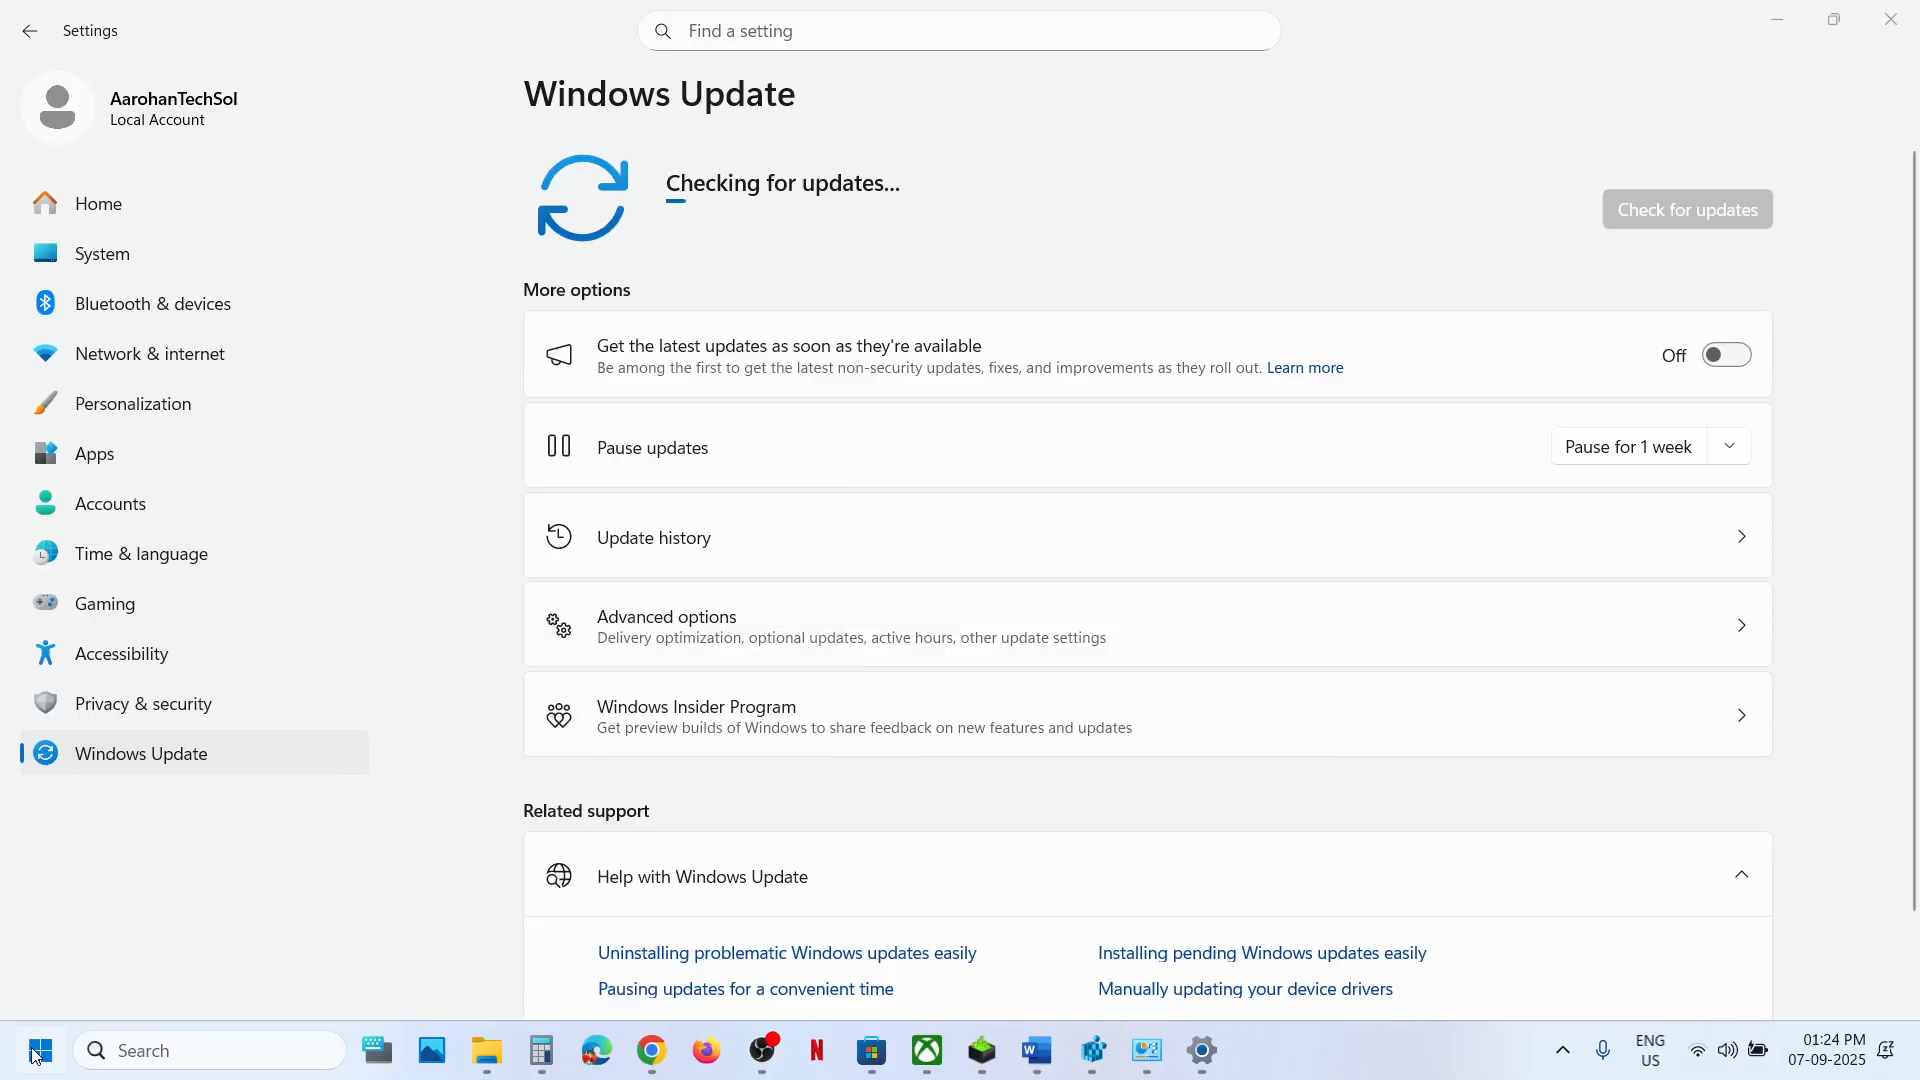 Settings
Find a setting
AarohanTechSol
Local Account
Home
System
Bluetooth & devices
Network & internet
Personalization
Apps
Accounts
Time & language
Gaming
Accessibility
Privacy & security
Windows Update
Windows Update
Checking for updates...
Check for updates
More options
Get the latest updates as soon as they're available
Be among the first to get the latest non-security updates, fixes, and improvements as they roll out. Learn more
Off
Pause updates
Pause for 1 week
Update history
Advanced options
Delivery optimization, optional updates, active hours, other update settings
Windows Insider Program
Get preview builds of Windows to share feedback on new features and updates
Related support
Help with Windows Update
Uninstalling problematic Windows updates easily
Installing pending Windows updates easily
Pausing updates for a convenient time
Manually updating your device drivers
Search
ENG
US
01:24 PM
07-09-2025